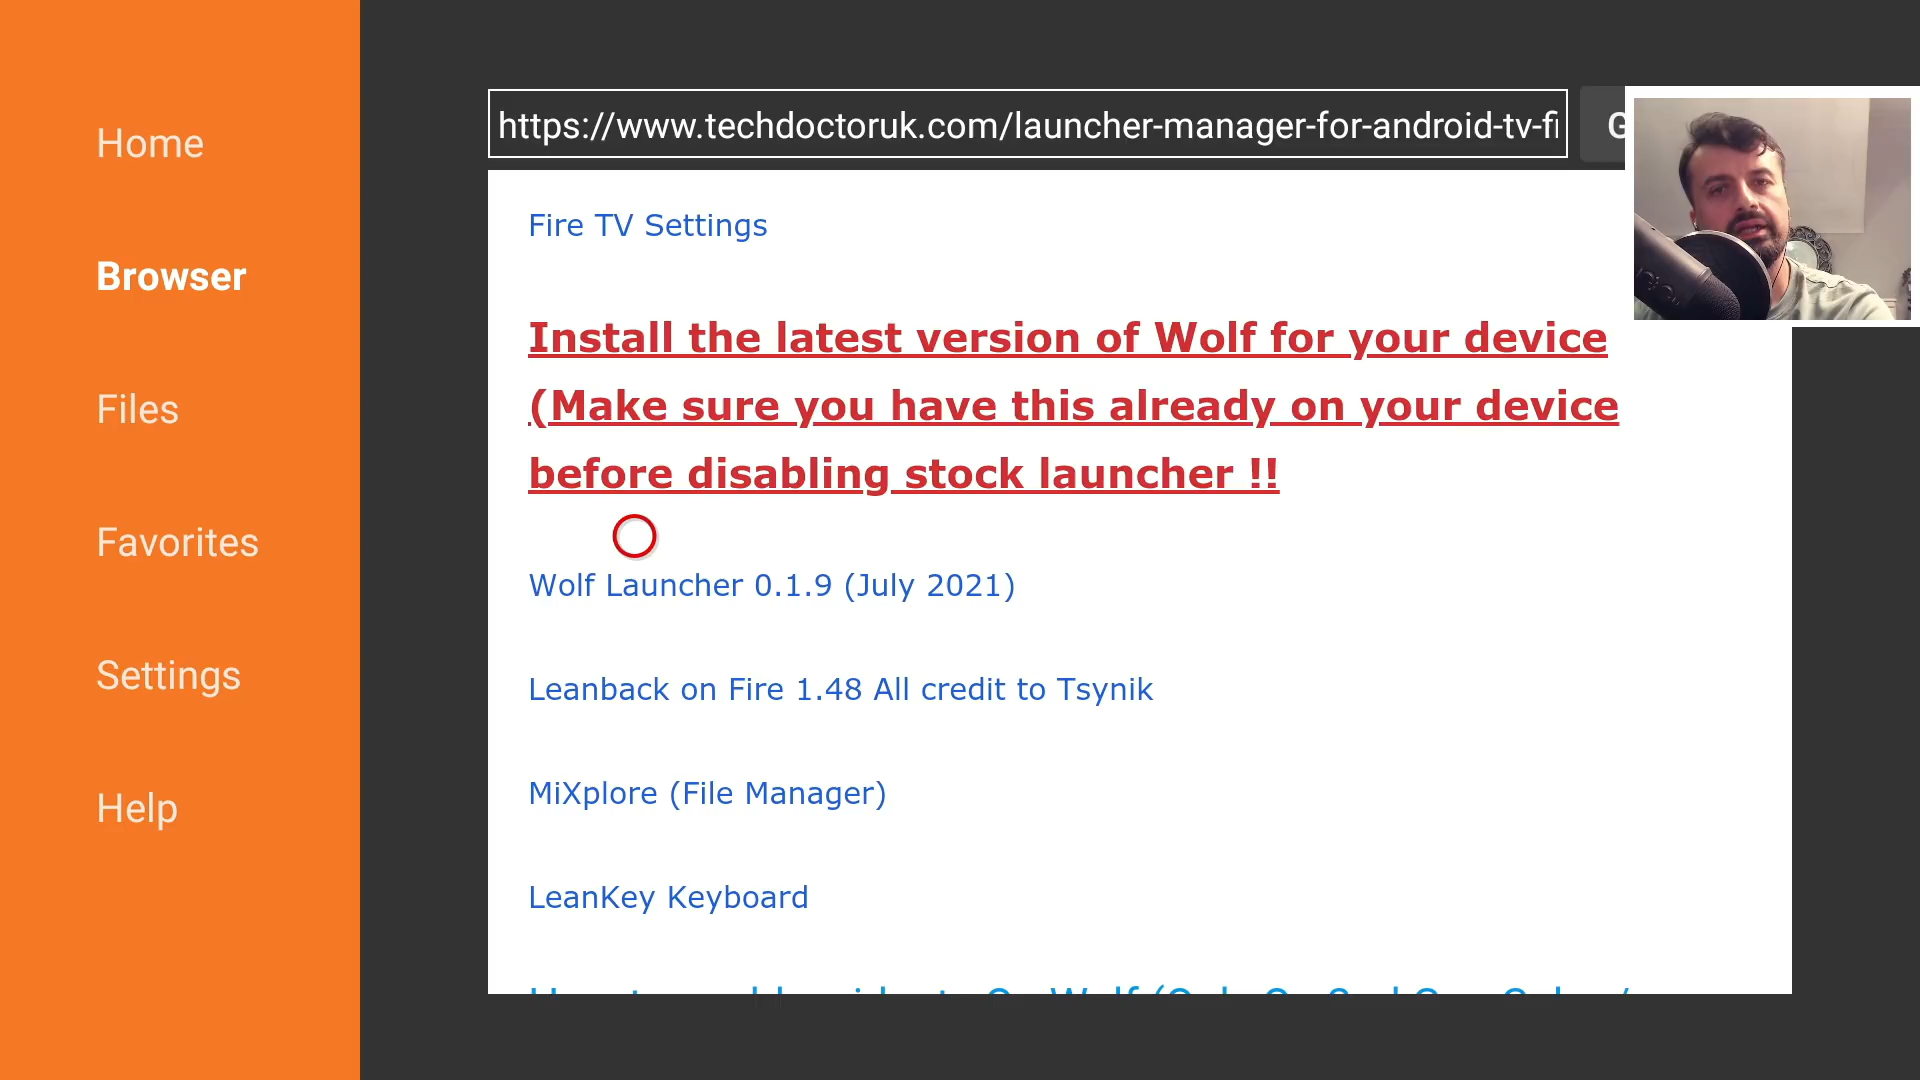 Home
Browser
Files
Favorites
Settings
Help
https://www.techdoctoruk.com/launcher-manager-for-android-tv-fi
G
Fire TV Settings
Install the latest version of Wolf for your device
(Make sure you have this already on your device
before disabling stock launcher !!
Wolf Launcher 0.1.9 (July 2021)
Leanback on Fire 1.48 All credit to Tsynik
MiXplore (File Manager)
LeanKey Keyboard